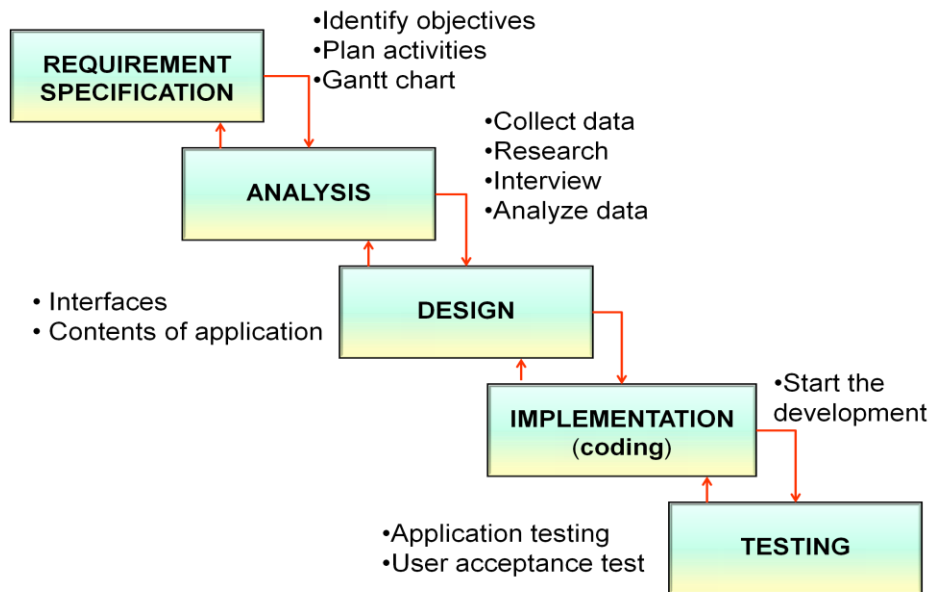 REQUIREMENT
SPECIFICATION
•Identify objectives
•Plan activities
•Gantt chart
ANALYSIS
•Collect data
•Research
•Interview
•Analyze data
• Interfaces
• Contents of application
DESIGN
IMPLEMENTATION
(coding)
•Start the
development
•Application testing
•User acceptance test
TESTING